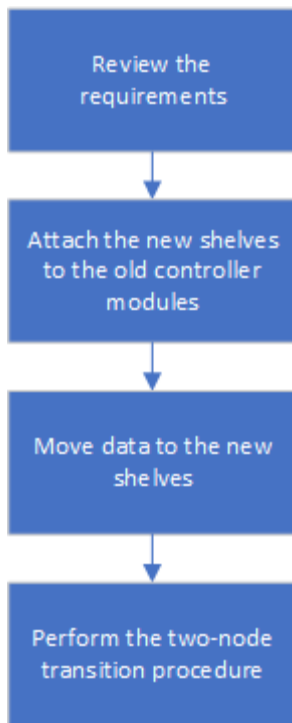 Review the
requirements
Attach the new shelves
to the old controller
modules
Move data to the new
shelves
Perform the two-node
transition procedure